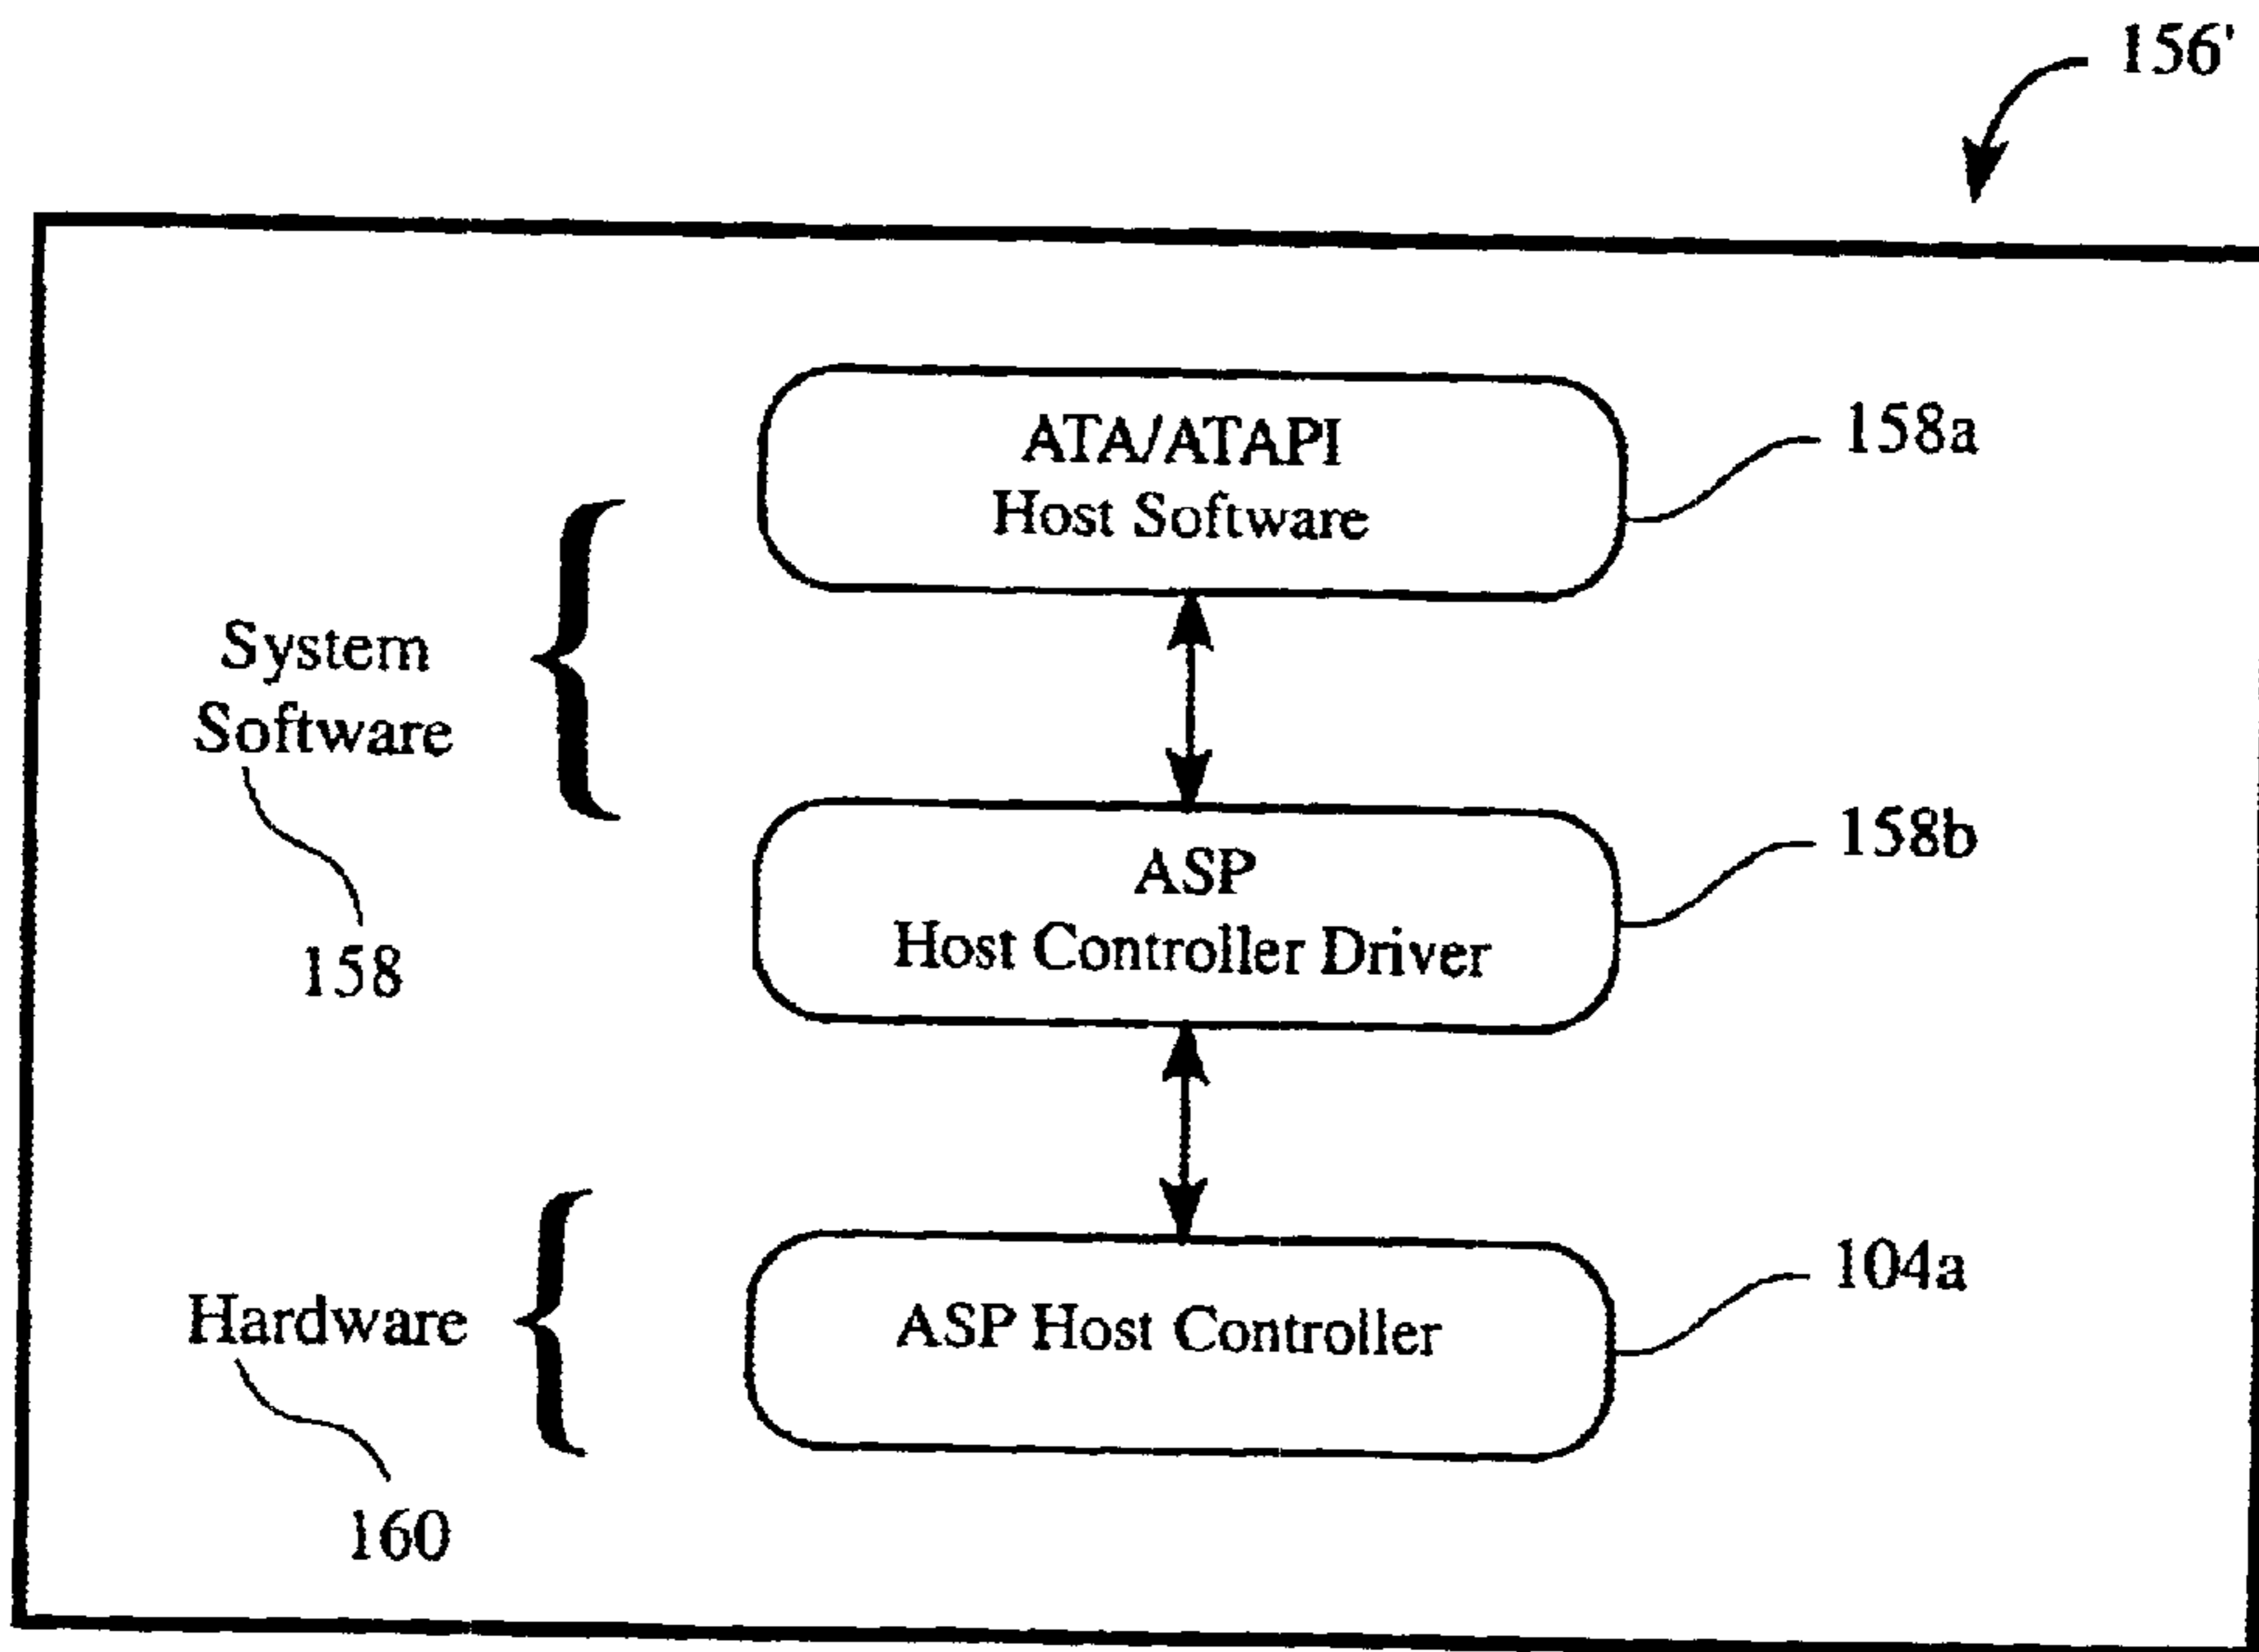 156'
ATA/ATAPI
Host Software
158a
System
Software
158
ASP
Host Controller Driver
158b
Hardware
160
ASP Host Controller
104a